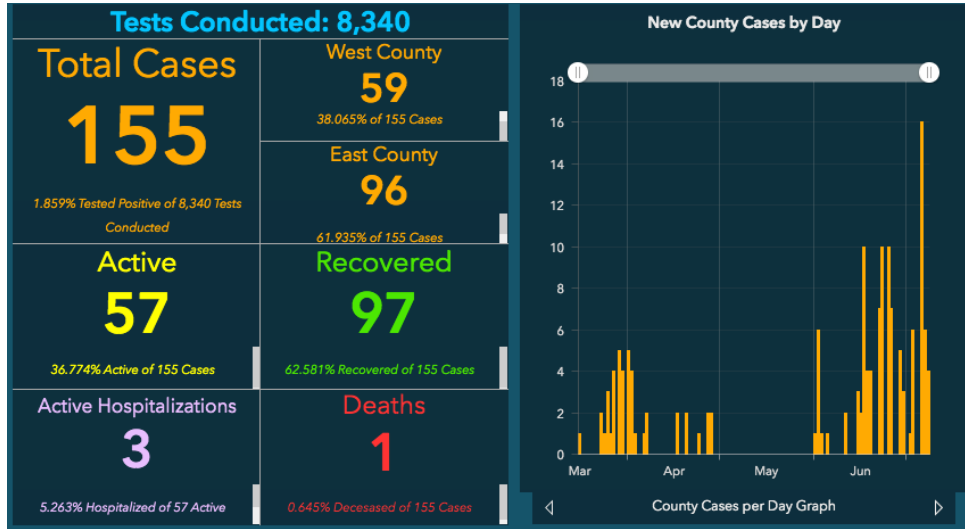 Tests Conducted: 8,340
Total Cases
155
1.859% Tested Positive of 8,340 Tests
Conducted
West County
59
38.065% of 155 Cases
East County
96
61.935% of 155 Cases
Active
57
36.774% Active of 155 Cases
Recovered
97
62.581% Recovered of 155 Cases
Active Hospitalizations
3
5.263% Hospitalized of 57 Active
Deaths
1
0.645% Decesased of 155 Cases
New County Cases by Day
18
16
14
12
10
8
6
4
2
0
Mar Apr May Jun
County Cases per Day Graph